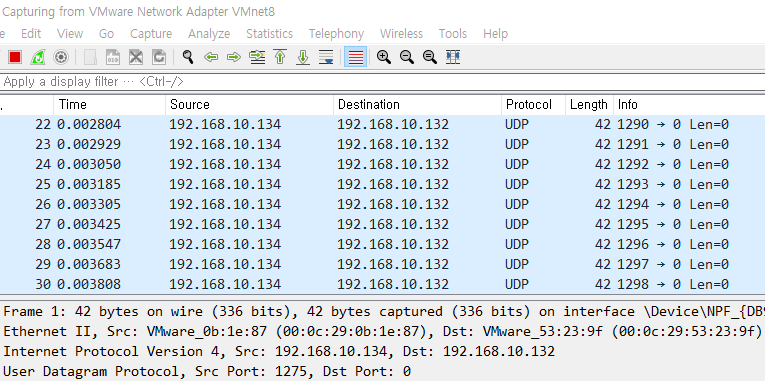 Capturing from VMware Network Adapter VMnet8
Edit View Go Capture Analyze Statistics Telephony Wireless Tools Help
Apply a display filter ⋯ <Ctrl-/>
. Time Source Destination Protocol Length Info
22 0.002804 192.168.10.134 192.168.10.132 UDP 42 1290 → 0 Len=0
23 0.002929 192.168.10.134 192.168.10.132 UDP 42 1291 → 0 Len=0
24 0.003050 192.168.10.134 192.168.10.132 UDP 42 1292 → 0 Len=0
25 0.003185 192.168.10.134 192.168.10.132 UDP 42 1293 → 0 Len=0
26 0.003305 192.168.10.134 192.168.10.132 UDP 42 1294 → 0 Len=0
27 0.003425 192.168.10.134 192.168.10.132 UDP 42 1295 → 0 Len=0
28 0.003547 192.168.10.134 192.168.10.132 UDP 42 1296 → 0 Len=0
29 0.003683 192.168.10.134 192.168.10.132 UDP 42 1297 → 0 Len=0
30 0.003808 192.168.10.134 192.168.10.132 UDP 42 1298 → 0 Len=0
Frame 1: 42 bytes on wire (336 bits), 42 bytes captured (336 bits) on interface \Device\NPF_{DB9
Ethernet II, Src: VMware_0b:1e:87 (00:0c:29:0b:1e:87), Dst: VMware_53:23:9f (00:0c:29:53:23:9f)
Internet Protocol Version 4, Src: 192.168.10.134, Dst: 192.168.10.132
User Datagram Protocol, Src Port: 1275, Dst Port: 0